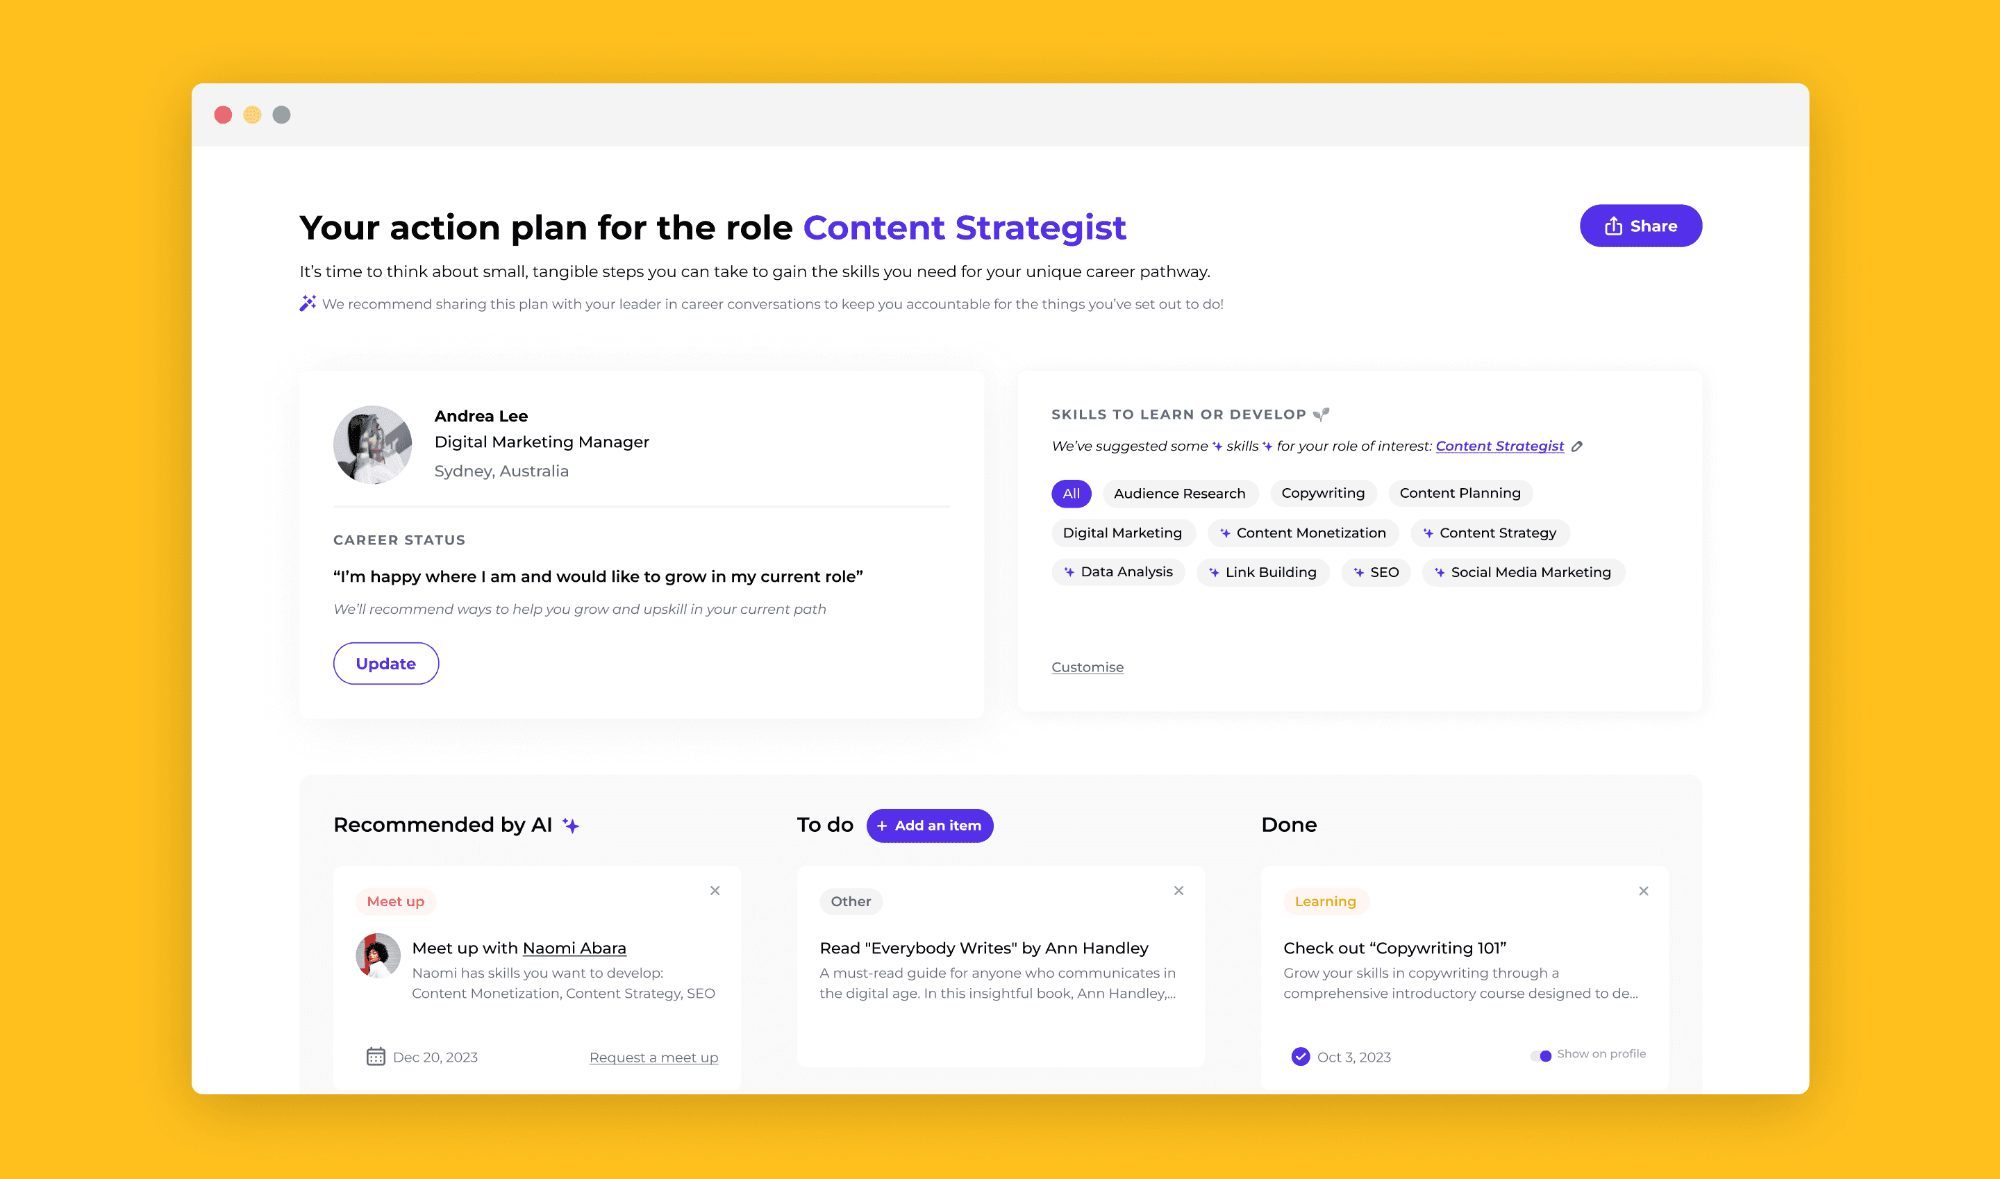 Your action plan for the role Content Strategist
Share
It's time to think about small, tangible steps you can take to gain the skills you need for your unique career pathway.
We recommend sharing this plan with your leader in career conversations to keep you accountable for the things you've set out to do!
Andrea Lee
Digital Marketing Manager
Sydney, Australia
CAREER STATUS
“I'm happy where I am and would like to grow in my current role”
We'll recommend ways to help you grow and upskill in your current path
Update
SKILLS TO LEARN OR DEVELOP
We've suggested some skills for your role of interest: Content Strategist
All Audience Research Copywriting Content Planning
Digital Marketing Content Monetization Content Strategy
Data Analysis Link Building SEO Social Media Marketing
Customise
Recommended by AI
Meet up
Meet up with Naomi Abara
Naomi has skills you want to develop:
Content Monetization, Content Strategy, SEO
Dec 20, 2023
Request a meet up
To do
+ Add an item
Other
Read "Everybody Writes" by Ann Handley
A must-read guide for anyone who communicates in
the digital age. In this insightful book, Ann Handley,...
Done
Learning
Check out “Copywriting 101”
Grow your skills in copywriting through a
comprehensive introductory course designed to de...
Oct 3, 2023
Show on profile